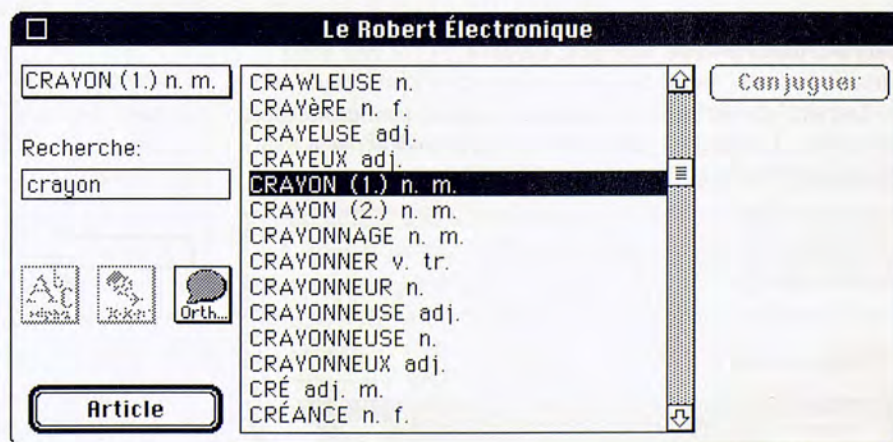 Le Robert Électronique
CRAYON (1.) n. m.
Recherche:
crayon
Orth...
Article
CRAWLEUSE n.
CRAYèRE n. f.
CRAYEUSE adj.
CRAYEUX adj.
CRAYON (1.) n. m.
CRAYON (2.) n. m.
CRAYONNAGE n. m.
CRAYONNER v. tr.
CRAYONNEUR n.
CRAYONNEUSE adj.
CRAYONNEUSE n.
CRAYONNEUX adj.
CRÉ adj. m.
CRÉANCE n. f.
Conjuguer